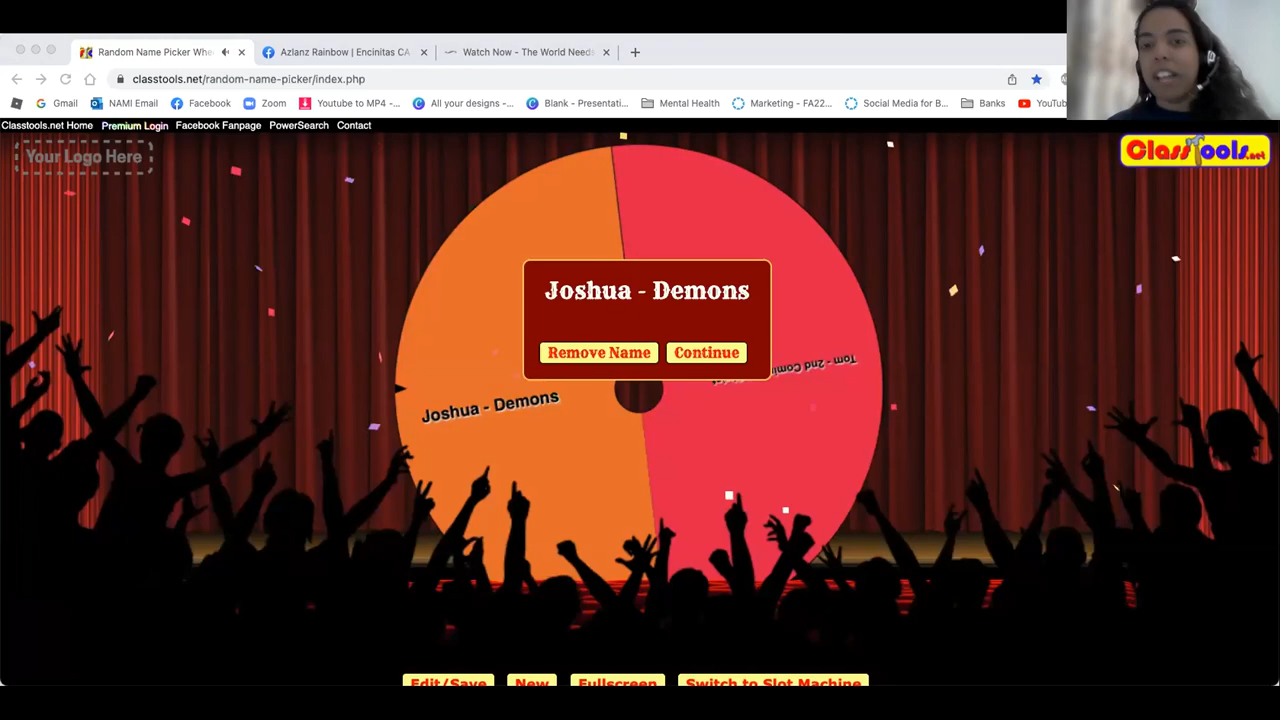 Random Name Picker Whe
Azlanz Rainbow | Encinitas CA
Watch Now - The World Needs
classtools.net/random-name-picker/index.php
Gmail
NAMI Email
Facebook
Zoom
Youtube to MP4 -...
All your designs -...
Blank - Presentati...
Mental Health
Marketing - FA22...
Social Media for B...
Banks
YouTub
Classtools.net Home
Premium Login
Facebook Fanpage
PowerSearch
Contact
Your Logo Here
ClassTools.net
Joshua - Demons
Remove Name
Continue
Tom - 2nd Comin
Joshua - Demons
Edit/Save
New
Fullscreen
Switch to Slot Machine